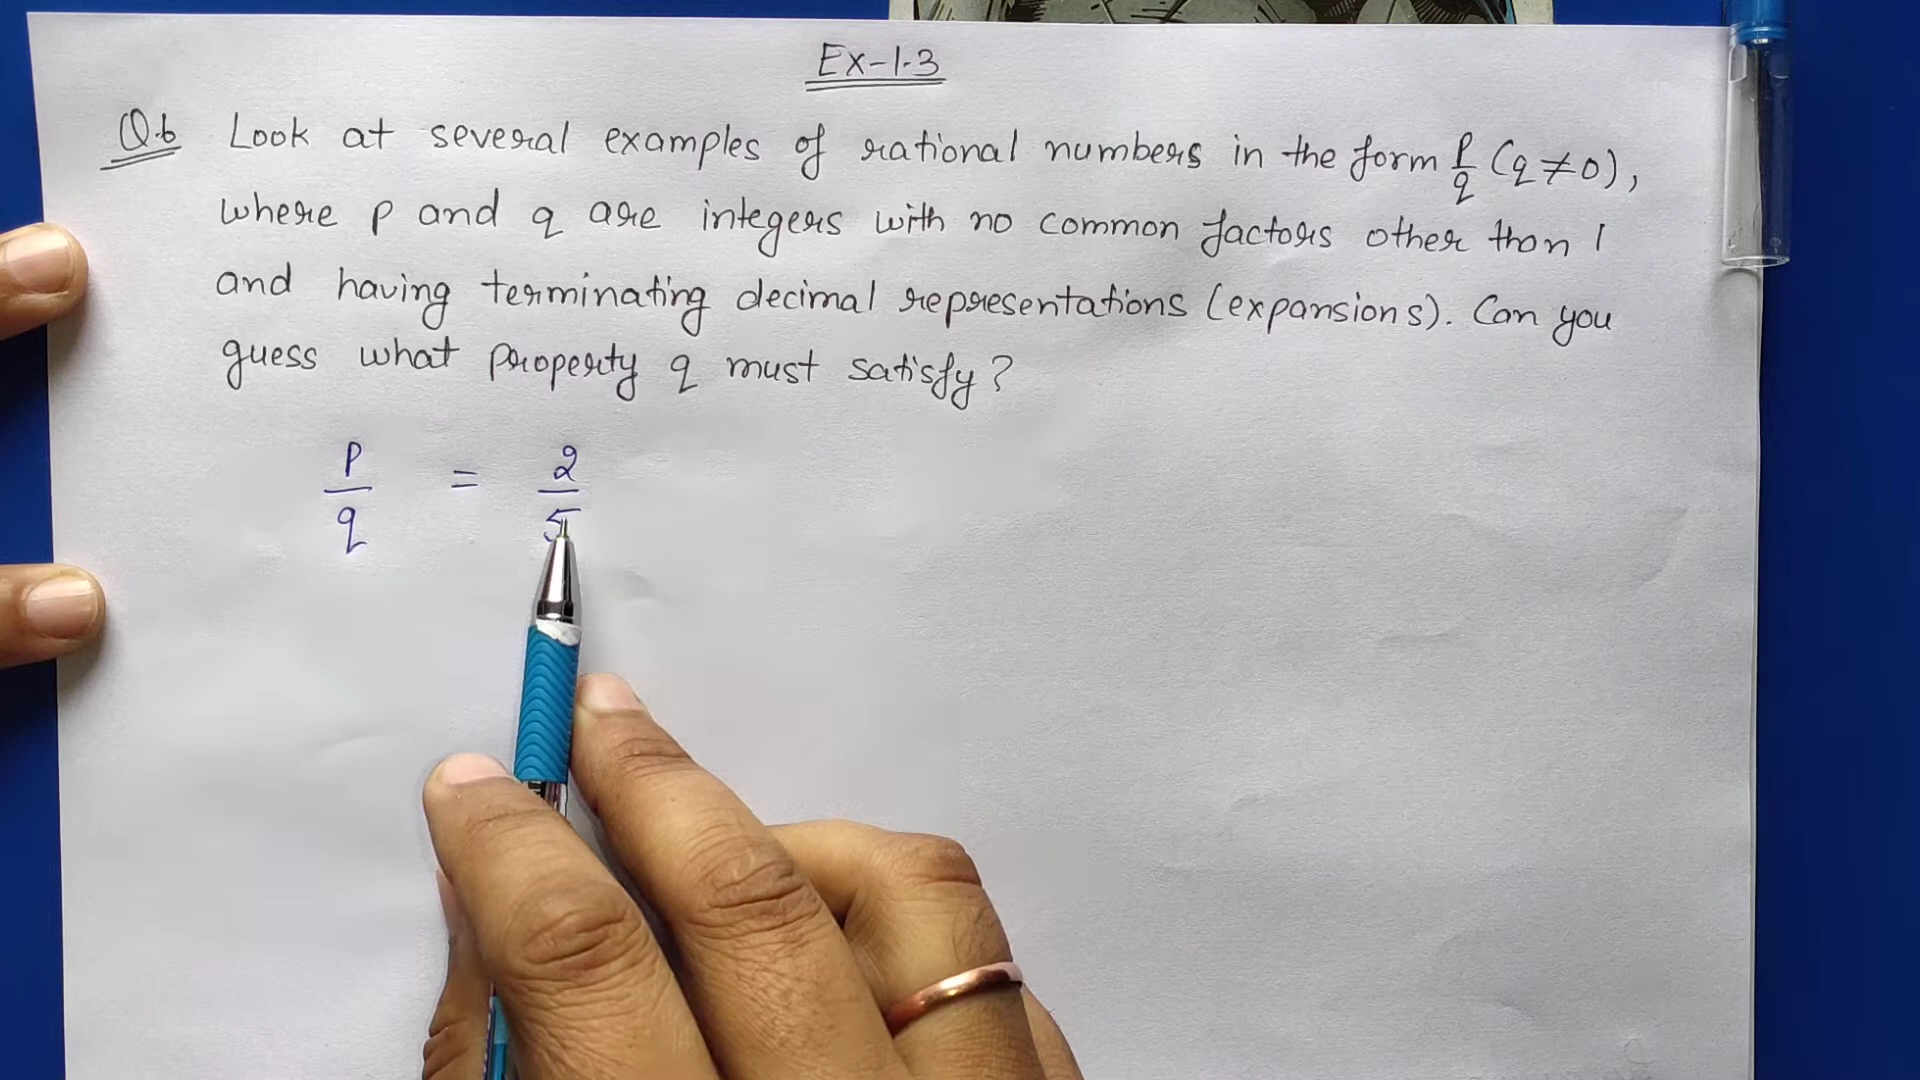 Ex-1.3
Q.6 Look at several examples of rational numbers in the form p/q (q≠0),
where p and q are integers with no common factors other than 1
and having terminating decimal representations (expansions). Can you
guess what property q must satisfy?
p/q = 2/5